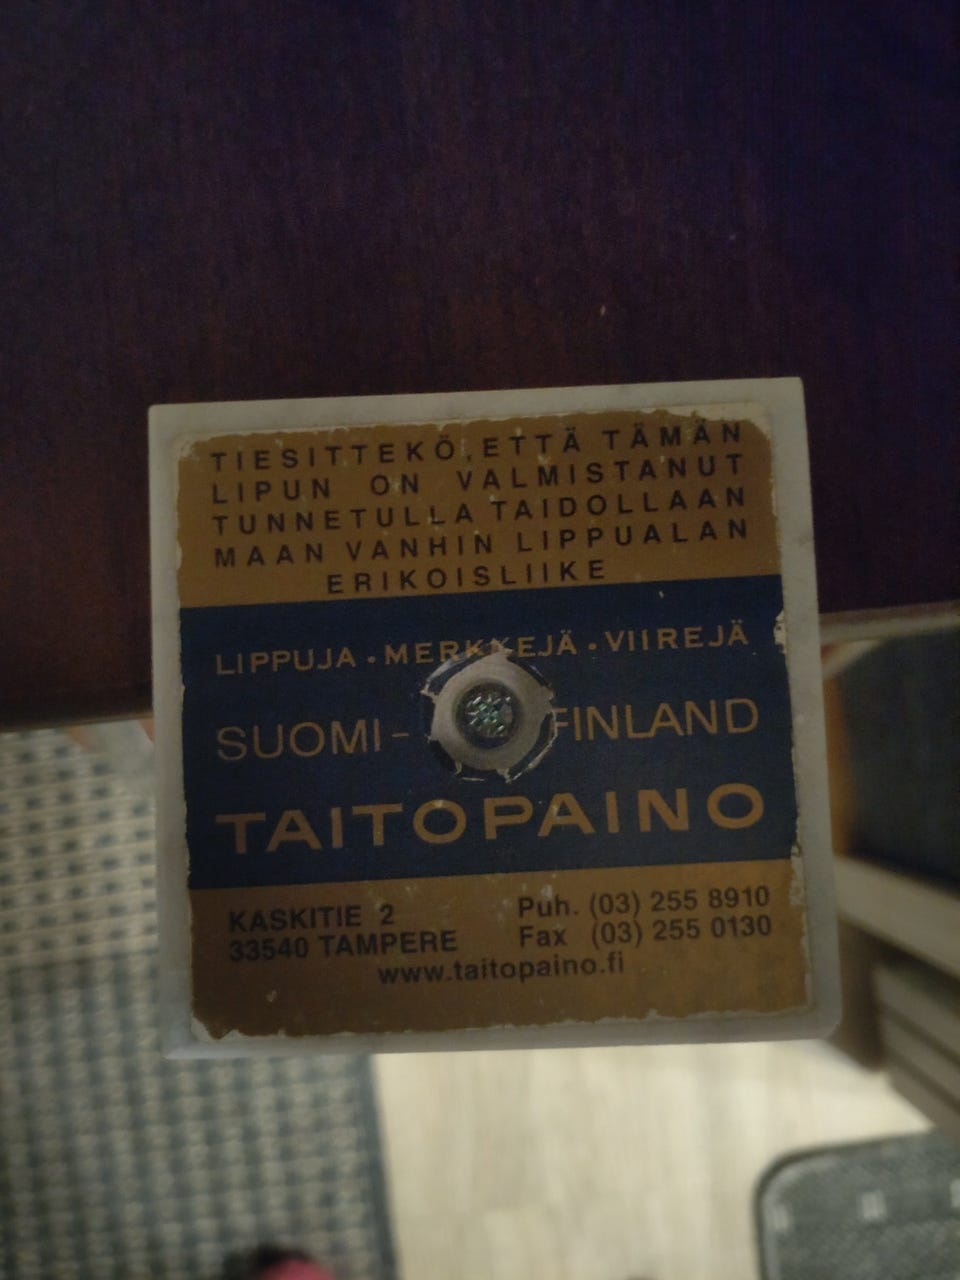 TIESITTEKÖ, ETTÄ TÄMÄN
LIPUN ON VALMISTANUT
TUNNETULLA TAIDOLLAAN
MAAN VANHIN LIPPUALAN
ERIKOISLIIKE
LIPPUJA · MERKKEJÄ · VIIREJÄ
SUOMI - FINLAND
TAITOPAINO
KASKITIE 2 Puh. (03) 255 8910
33540 TAMPERE Fax (03) 255 0130
www.taitopaino.fi